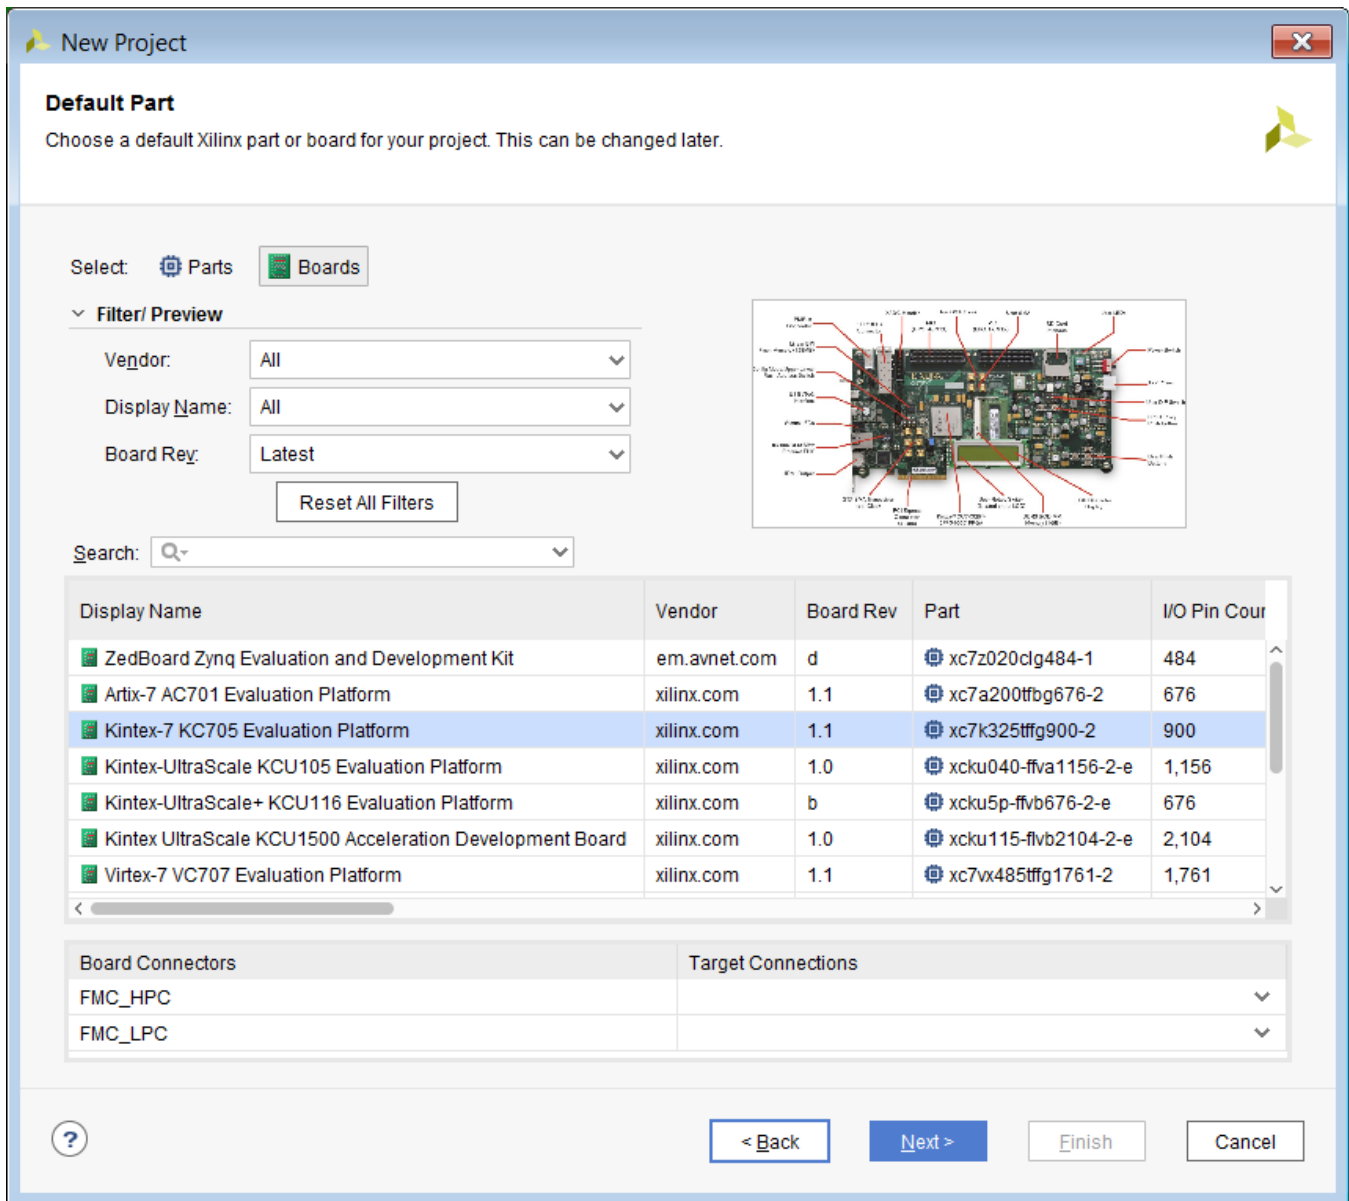 New Project
Default Part
Choose a default Xilinx part or board for your project. This can be changed later.
Select: Parts Boards
Filter/ Preview
Vendor: All
Display Name: All
Board Rev: Latest
Reset All Filters
Search:
Display Name Vendor Board Rev Part I/O Pin Cour
ZedBoard Zynq Evaluation and Development Kit em.avnet.com d xc7z020clg484-1 484
Artix-7 AC701 Evaluation Platform xilinx.com 1.1 xc7a200tfbg676-2 676
Kintex-7 KC705 Evaluation Platform xilinx.com 1.1 xc7k325tffg900-2 900
Kintex-UltraScale KCU105 Evaluation Platform xilinx.com 1.0 xcku040-ffva1156-2-e 1,156
Kintex-UltraScale+ KCU116 Evaluation Platform xilinx.com b xcku5p-ffvb676-2-e 676
Kintex UltraScale KCU1500 Acceleration Development Board xilinx.com 1.0 xcku115-flvb2104-2-e 2,104
Virtex-7 VC707 Evaluation Platform xilinx.com 1.1 xc7vx485tffg1761-2 1,761
Board Connectors Target Connections
FMC_HPC
FMC_LPC
? < Back Next > Finish Cancel